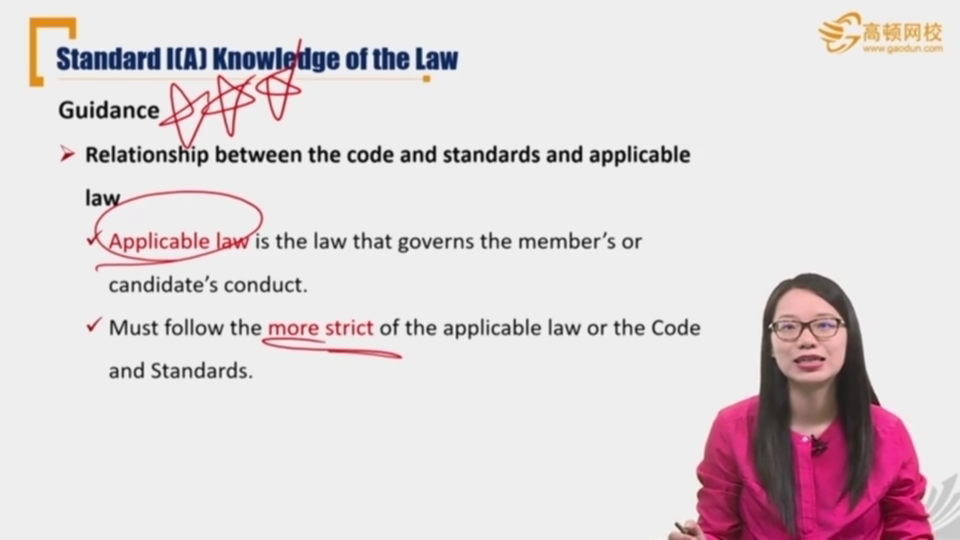 高顿网校
www.gaodun.com
Standard I(A) Knowledge of the Law
Guidance
Relationship between the code and standards and applicable
law
Applicable law is the law that governs the member's or
candidate's conduct.
Must follow the more strict of the applicable law or the Code
and Standards.